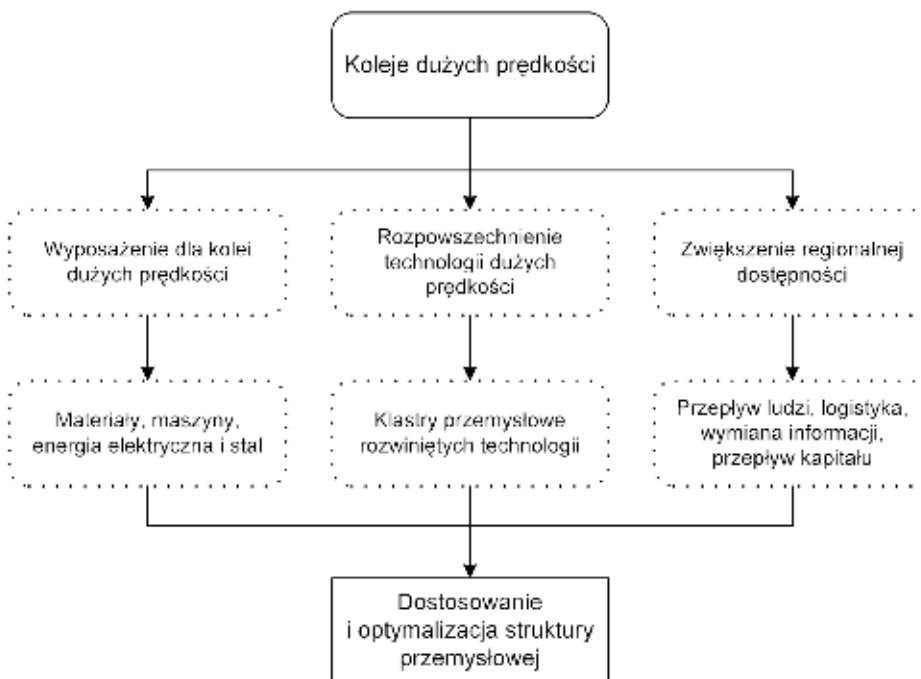 Koleje dużych prędkości
Wyposażenie dla kolei
dużych prędkości
Rozpowszechnienie
technologii dużych
prędkości
Zwiększenie regionalnej
dostępności
Materiały, maszyny,
energia elektryczna i stal
Klastry przemysłowe
rozwiniętych technologii
Przepływ ludzi, logistyka,
wymiana informacji,
przepływ kapitału
Dostosowanie
i optymalizacja struktury
przemysłowej